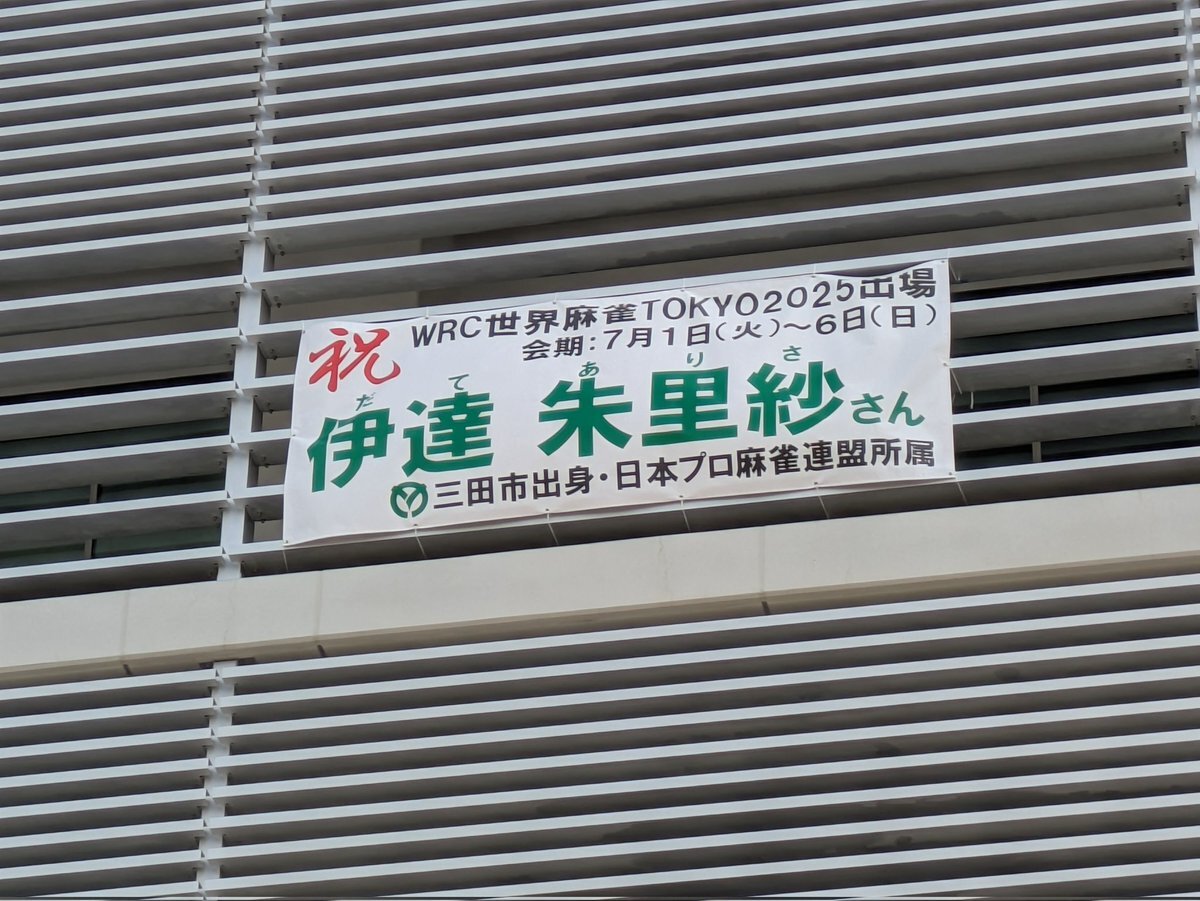 祝
WRC世界麻雀TOKYO2025出場
会期:7月1日(火)～6日(日)
だて ありさ
伊達 朱里紗さん
三田市出身・日本プロ麻雀連盟所属